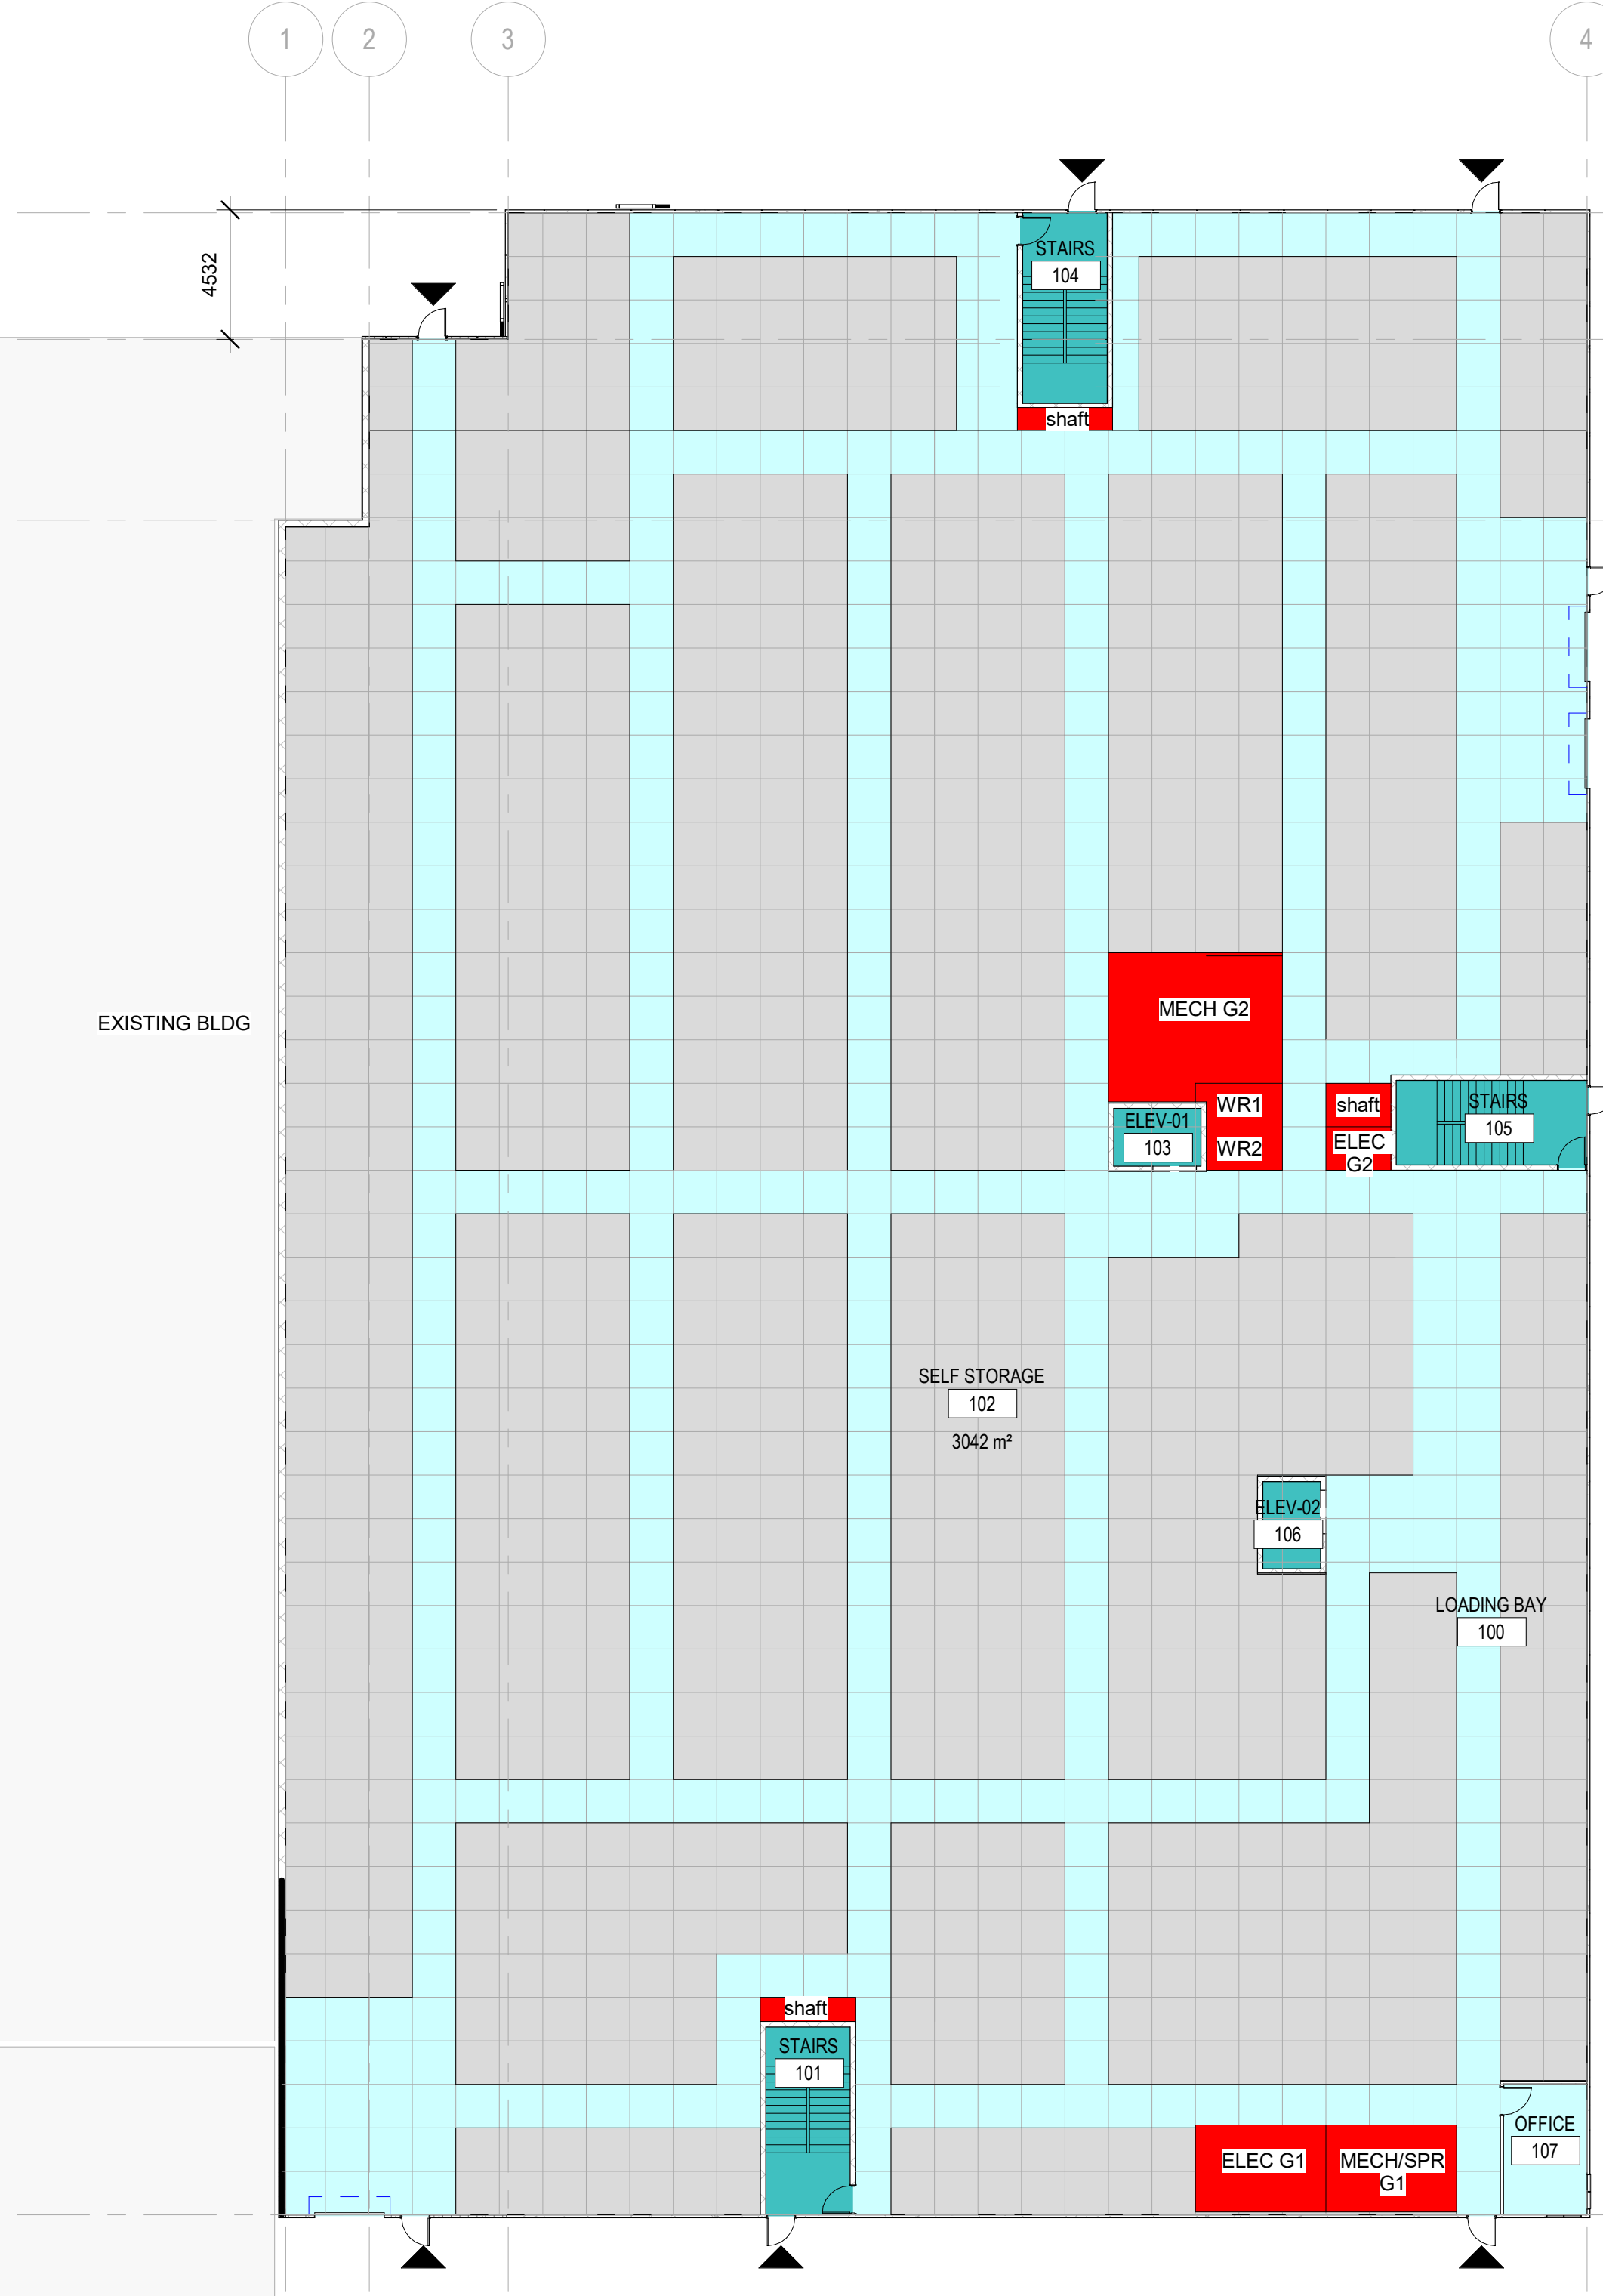 1
2
3
4
4532
STAIRS
104
shaft
EXISTING BLDG
MECH G2
WR1
WR2
ELEV-01
103
shaft
ELEC
G2
STAIRS
105
SELF STORAGE
102
3042 m²
ELEV-02
106
LOADING BAY
100
shaft
STAIRS
101
ELEC G1
MECH/SPR
G1
OFFICE
107